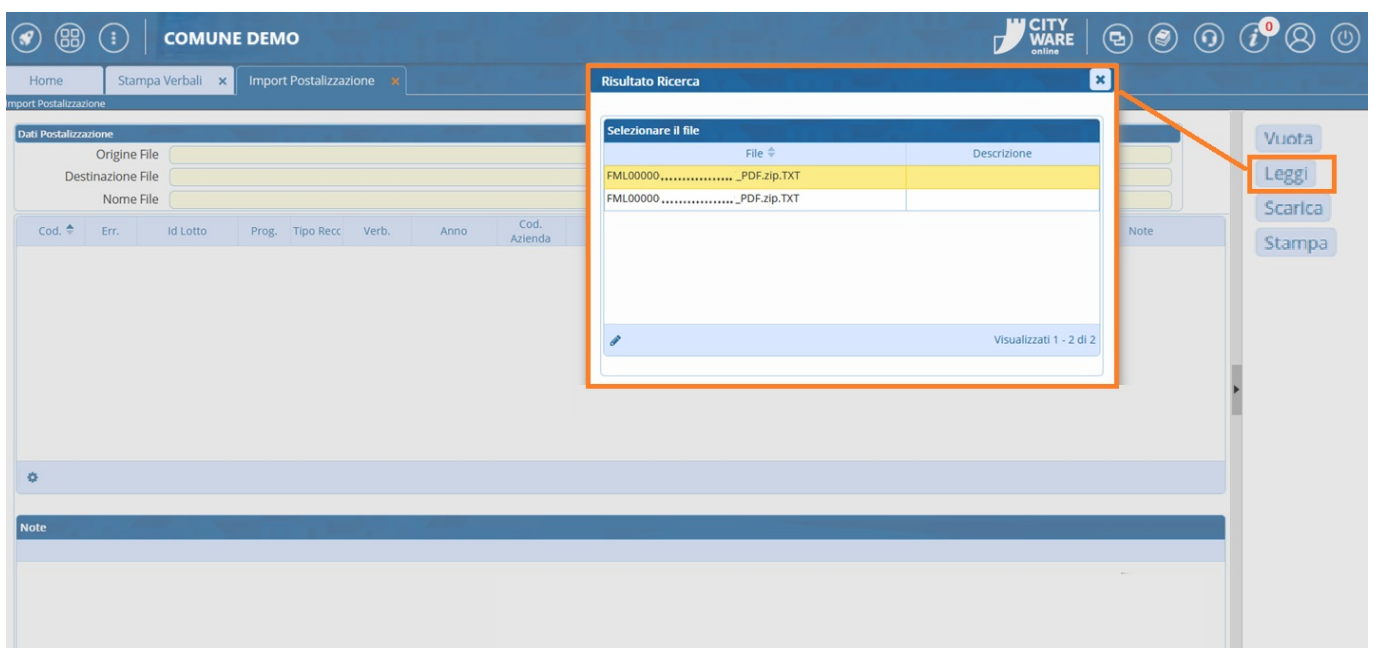 COMUNE DEMO
CITY
WARE
online
0
Home
Stampa Verbali x
Import Postalizzazione x
Import Postalizzazione
Risultato Ricerca
Dati Postalizzazione
Origine File
Destinazione File
Nome File
Selezionare il file
File
Descrizione
FML00000................._PDF.zip.TXT
FML00000................._PDF.zip.TXT
Visualizzati 1 - 2 di 2
Vuota
Leggi
Scarica
Stampa
Cod. Err. Id Lotto Prog. Tipo Recc Verb. Anno Cod. Azienda Note
Note